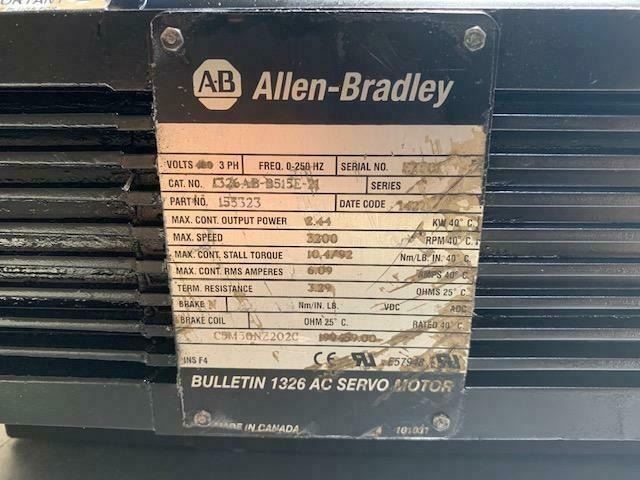 A-B Allen-Bradley
VOLTS 3 PH FREQ. 0-250 HZ SERIAL NO.
CAT. NO. 1326AB-B515E-21 SERIES
PART NO. 153323 DATE CODE
MAX. CONT. OUTPUT POWER 2.44 KW 40° C.
MAX. SPEED 3200 RPM 40° C.
MAX. CONT. STALL TORQUE 10.4/92 Nm/LB. IN. 40° C.
MAX. CONT. RMS AMPERES 6.09 AMPS 40° C.
TERM. RESISTANCE 3.29 OHMS 25° C.
BRAKE N Nm/IN. LB. VDC ADC
BRAKE COIL OHM 25° C. RATED 40° C.
INS F4 CE
BULLETIN 1326 AC SERVO MOTOR
MADE IN CANADA